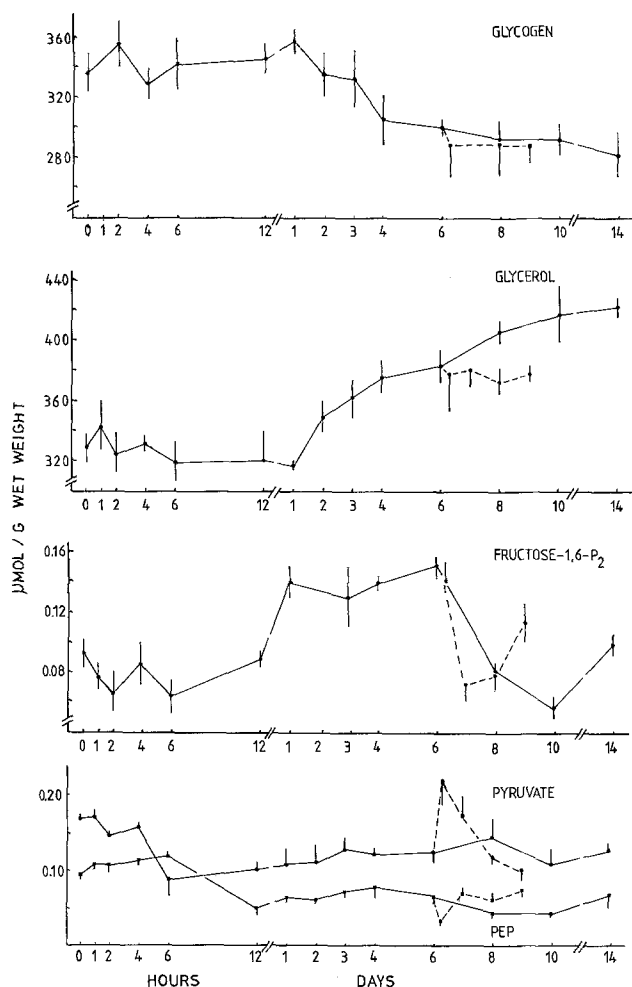 GLYCOGEN
360
320
280
0 1 2 4 6 12 1 2 3 4 6 8 10 14
GLYCEROL
440
400
360
320
0 1 2 4 6 12 1 2 3 4 6 8 10 14
µMOL / G WET WEIGHT
FRUCTOSE-1,6-P2
0.16
0.12
0.08
0 1 2 4 6 12 1 2 3 4 6 8 10 14
PYRUVATE
0.20
0.10
PEP
0 1 2 4 6 12 1 2 3 4 6 8 10 14
HOURS DAYS